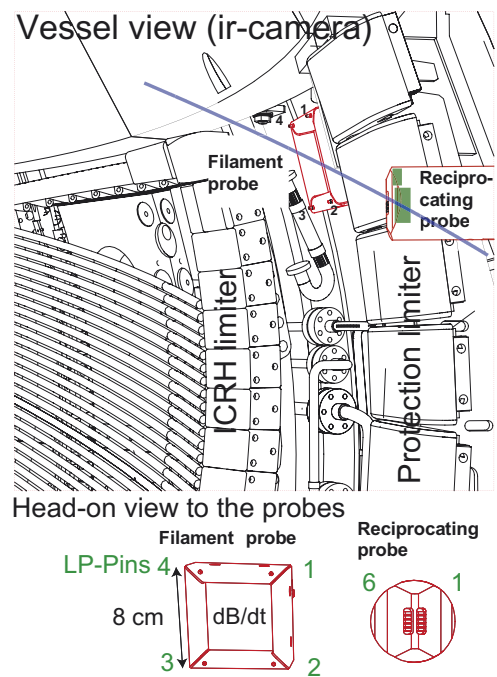 Vessel view (ir-camera)
1
4
Filament
probe
Recipro-
cating
probe
3
2
ICRH limiter
Protection limiter
Head-on view to the probes
Filament probe
Reciprocating
probe
LP-Pins 4
1
6
1
8 cm
dB/dt
3
2